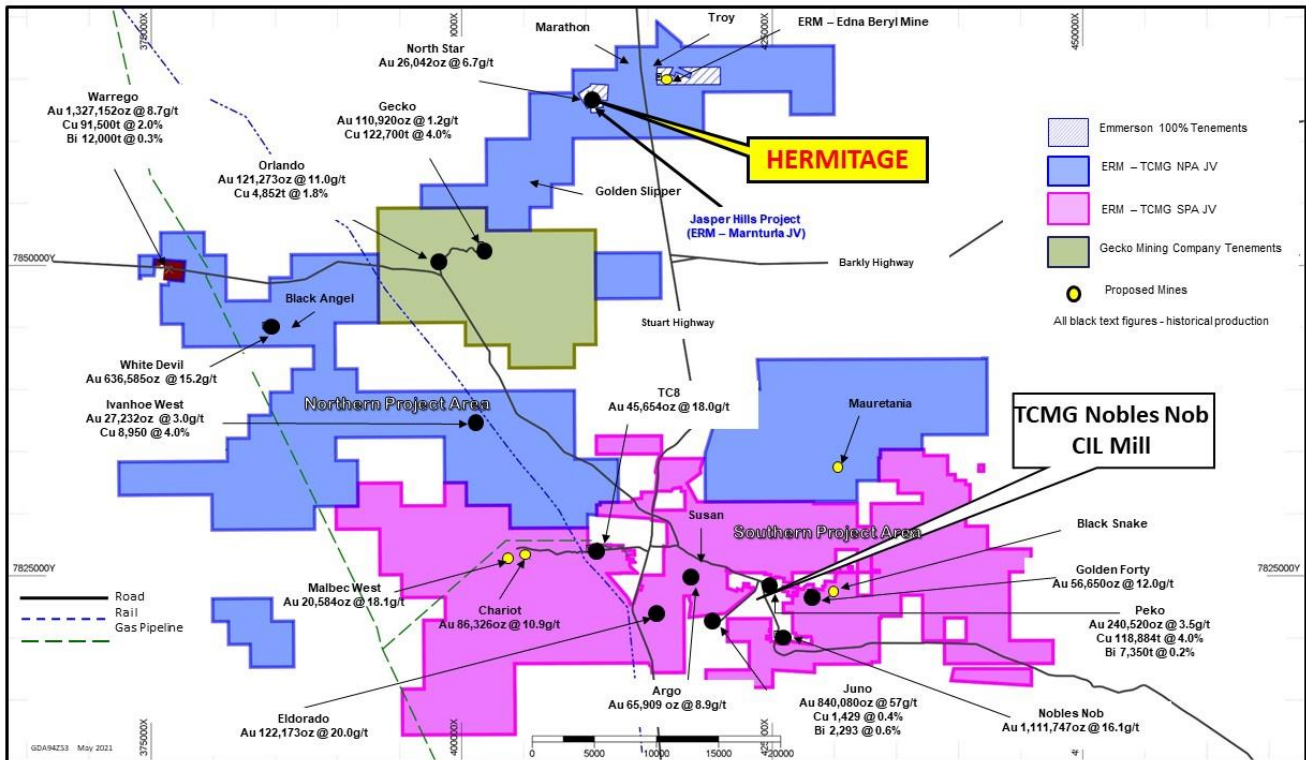 375000X
400000X
425000X
450000X
Troy
ERM – Edna Beryl Mine
Marathon
North Star
Au 26,042oz @ 6.7g/t
Warrego
Au 1,327,152oz @ 8.7g/t
Cu 91,500t @ 2.0%
Bi 12,000t @ 0.3%
Gecko
Au 110,920oz @ 1.2g/t
Cu 122,700t @ 4.0%
Orlando
Au 121,273oz @ 11.0g/t
Cu 4,852t @ 1.8%
Golden Slipper
HERMITAGE
Jasper Hills Project
(ERM – Marnturla JV)
Emmerson 100% Tenements
ERM – TCMG NPA JV
ERM – TCMG SPA JV
Gecko Mining Company Tenements
Proposed Mines
All black text figures - historical production
7850000Y
7850000Y
Barkly Highway
Black Angel
Stuart Highway
White Devil
Au 636,585oz @ 15.2g/t
Ivanhoe West
Au 27,232oz @ 3.0g/t
Cu 8,950 @ 4.0%
Northern Project Area
TC8
Au 45,654oz @ 18.0g/t
Mauretania
TCMG Nobles Nob
CIL Mill
Susan
Southern Project Area
Black Snake
Golden Forty
Au 56,650oz @ 12.0g/t
7825000Y
7825000Y
Malbec West
Au 20,584oz @ 18.1g/t
Chariot
Au 86,326oz @ 10.9g/t
Peko
Au 240,520oz @ 3.5g/t
Cu 118,884t @ 4.0%
Bi 7,350t @ 0.2%
Road
Rail
Gas Pipeline
Eldorado
Au 122,173oz @ 20.0g/t
Argo
Au 65,909 oz @ 8.9g/t
Juno
Au 840,080oz @ 57g/t
Cu 1,429 @ 0.4%
Bi 2,293 @ 0.6%
Nobles Nob
Au 1,111,747oz @ 16.1g/t
GDA94Z53 May 2021
375000X
400000X
425000X
0
5000
10000
15000
20000